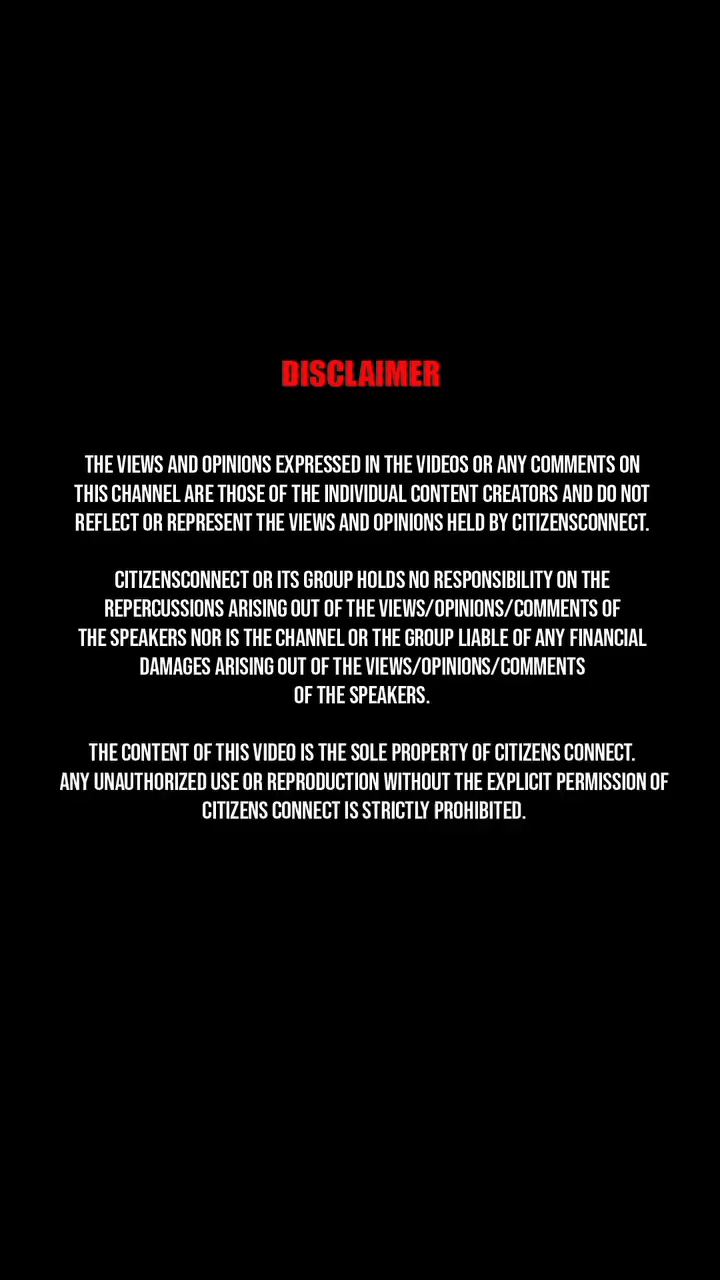 DISCLAIMER
THE VIEWS AND OPINIONS EXPRESSED IN THE VIDEOS OR ANY COMMENTS ON
THIS CHANNEL ARE THOSE OF THE INDIVIDUAL CONTENT CREATORS AND DO NOT
REFLECT OR REPRESENT THE VIEWS AND OPINIONS HELD BY CITIZENSCONNECT.
CITIZENSCONNECT OR ITS GROUP HOLDS NO RESPONSIBILITY ON THE
REPERCUSSIONS ARISING OUT OF THE VIEWS/OPINIONS/COMMENTS OF
THE SPEAKERS NOR IS THE CHANNEL OR THE GROUP LIABLE OF ANY FINANCIAL
DAMAGES ARISING OUT OF THE VIEWS/OPINIONS/COMMENTS
OF THE SPEAKERS.
THE CONTENT OF THIS VIDEO IS THE SOLE PROPERTY OF CITIZENS CONNECT.
ANY UNAUTHORIZED USE OR REPRODUCTION WITHOUT THE EXPLICIT PERMISSION OF
CITIZENS CONNECT IS STRICTLY PROHIBITED.